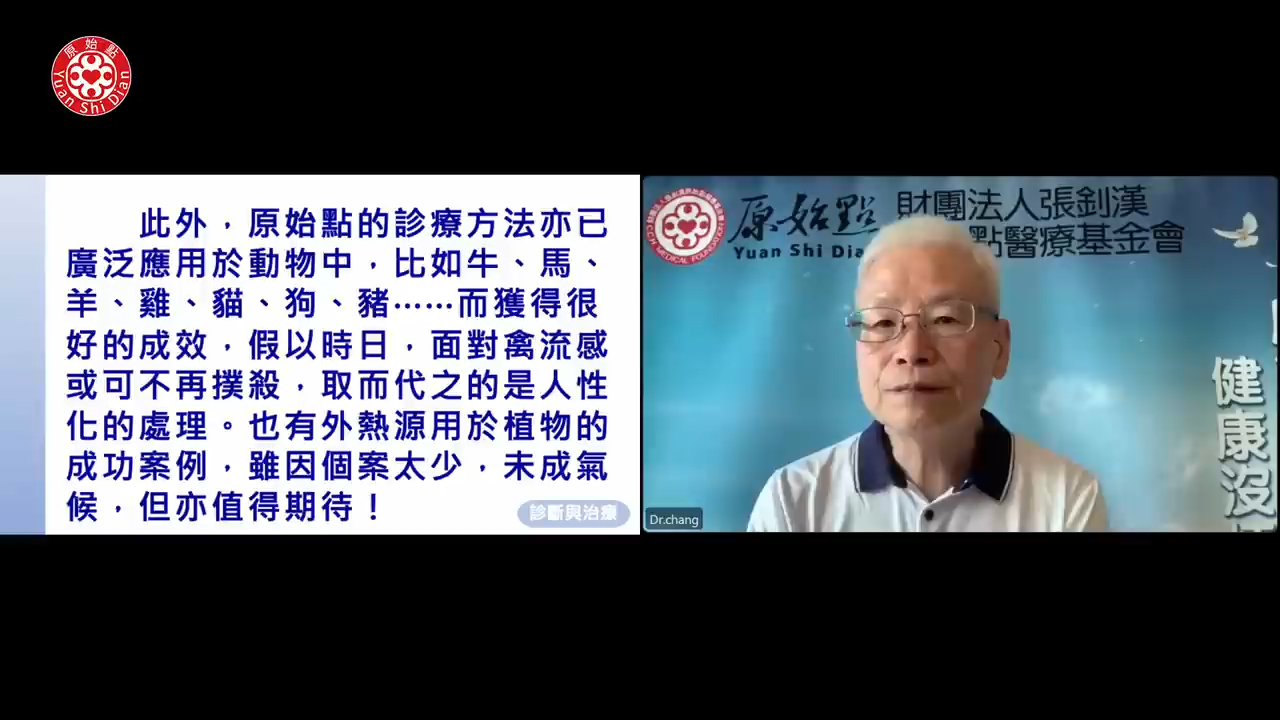 原始點
Yuan Shi Dian
此外，原始點的診療方法亦已
廣泛應用於動物中，比如牛、馬、
羊、雞、貓、狗、豬……而獲得很
好的成效，假以時日，面對禽流感
或可不再撲殺，取而代之的是人性
化的處理。也有外熱源用於植物的
成功案例，雖因個案太少，未成氣
候，但亦值得期待！
診斷與治療
原始點
Yuan Shi Dia
財團法人張釗漢
點醫療基金會
健康沒
Dr.chang